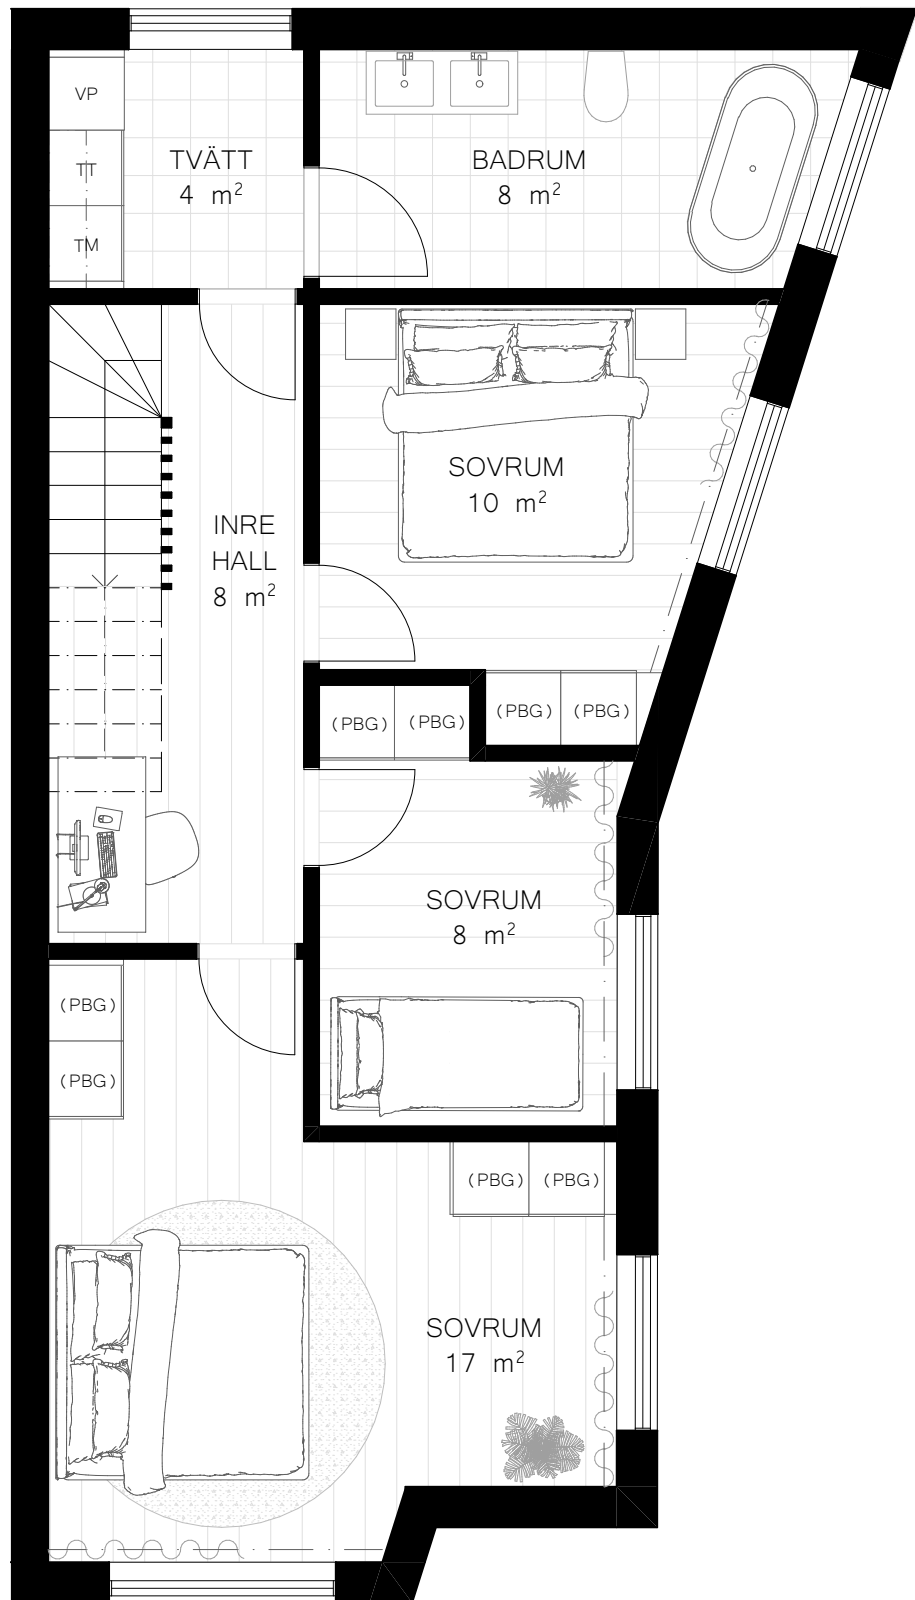 VP
TT
TM
TVÄTT
4 m²
BADRUM
8 m²
SOVRUM
10 m²
INRE
HALL
8 m²
(PBG) (PBG)
(PBG) (PBG)
SOVRUM
8 m²
(PBG)
(PBG)
(PBG) (PBG)
SOVRUM
17 m²